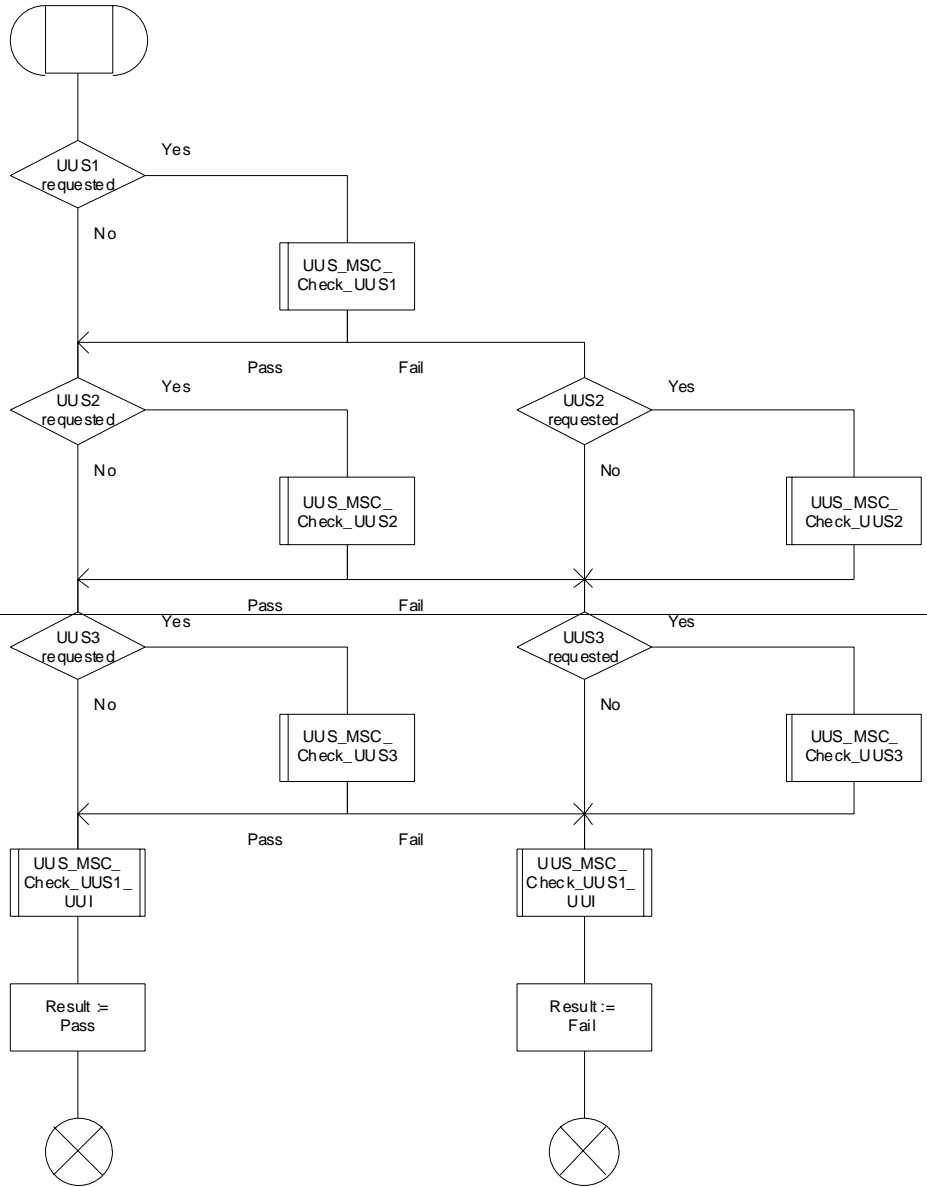 Yes
UUS1
requested
No
UUS_MSC_
Check_UUS1
Pass
Fail
Yes
UUS2
requested
No
UUS_MSC_
Check_UUS2
Yes
UUS2
requested
No
UUS_MSC_
Check_UUS2
Pass
Fail
Yes
UUS3
requested
No
UUS_MSC_
Check_UUS3
Yes
UUS3
requested
No
UUS_MSC_
Check_UUS3
Pass
Fail
UUS_MSC_
Check_UUS1_
UUI
UUS_MSC_
Check_UUS1_
UUI
Result :=
Pass
Result :=
Fail